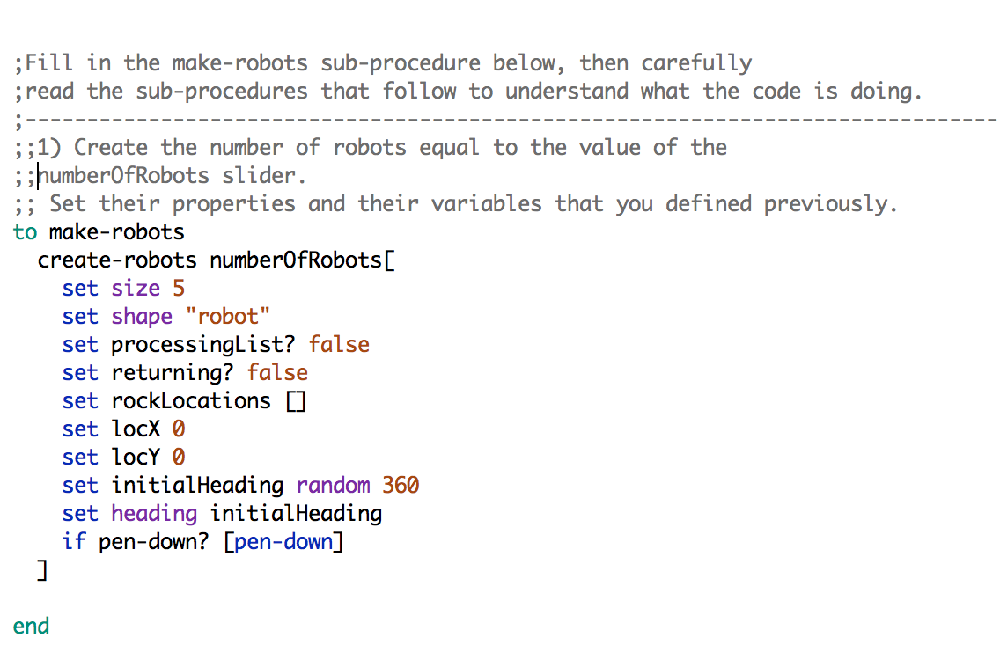 ;Fill in the make-robots sub-procedure below, then carefully
;read the sub-procedures that follow to understand what the code is doing.
;-------------------------------------------------------------------------------
;;1) Create the number of robots equal to the value of the
;;numberOfRobots slider.
;; Set their properties and their variables that you defined previously.
to make-robots
  create-robots numberOfRobots[
    set size 5
    set shape "robot"
    set processingList? false
    set returning? false
    set rockLocations []
    set locX 0
    set locY 0
    set initialHeading random 360
    set heading initialHeading
    if pen-down? [pen-down]
  ]
end